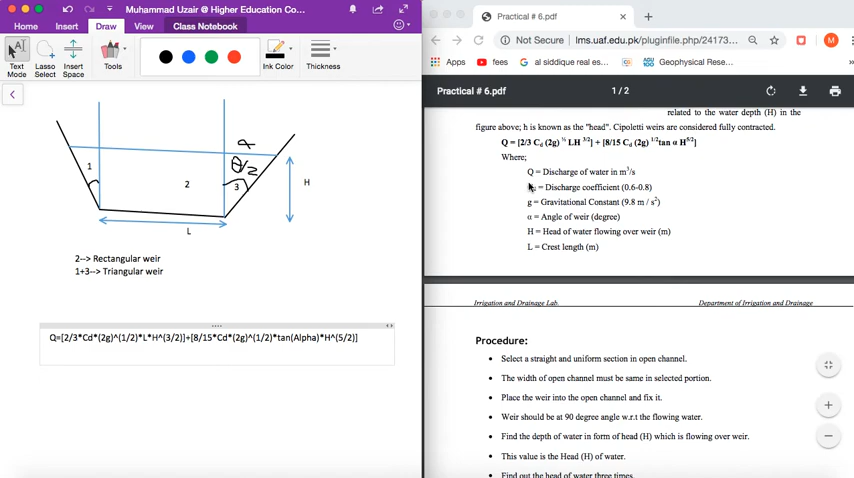 Muhammad Uzair @ Higher Education Co...
Home Insert Draw View Class Notebook
Text Mode
Lasso Select
Insert Space
Tools
Ink Color
Thickness
1
2
3
α
θ/2
H
L
2--> Rectangular weir
1+3--> Triangular weir
Q=[2/3*Cd*(2g)^(1/2)*L*H^(3/2)]+[8/15*Cd*(2g)^(1/2)*tan(Alpha)*H^(5/2)]
Practical # 6.pdf
Not Secure | lms.uaf.edu.pk/pluginfile.php/24173...
M
Apps fees al siddique real es... Geophysical Rese...
Practical # 6.pdf 1 / 2
related to the water depth (H) in the
figure above; h is known as the "head". Cipoletti weirs are considered fully contracted.
Q = [2/3 Cd (2g) ½ LH 3/2] + [8/15 Cd (2g) 1/2tan α H5/2]
Where;
Q = Discharge of water in m3/s
= Discharge coefficient (0.6-0.8)
g = Gravitational Constant (9.8 m / s2)
α = Angle of weir (degree)
H = Head of water flowing over weir (m)
L = Crest length (m)
Irrigation and Drainage Lab. Department of Irrigation and Drainage
Procedure:
• Select a straight and uniform section in open channel.
• The width of open channel must be same in selected portion.
• Place the weir into the open channel and fix it.
• Weir should be at 90 degree angle w.r.t the flowing water.
• Find the depth of water in form of head (H) which is flowing over weir.
• This value is the Head (H) of water.
• Find out the head of water three times.